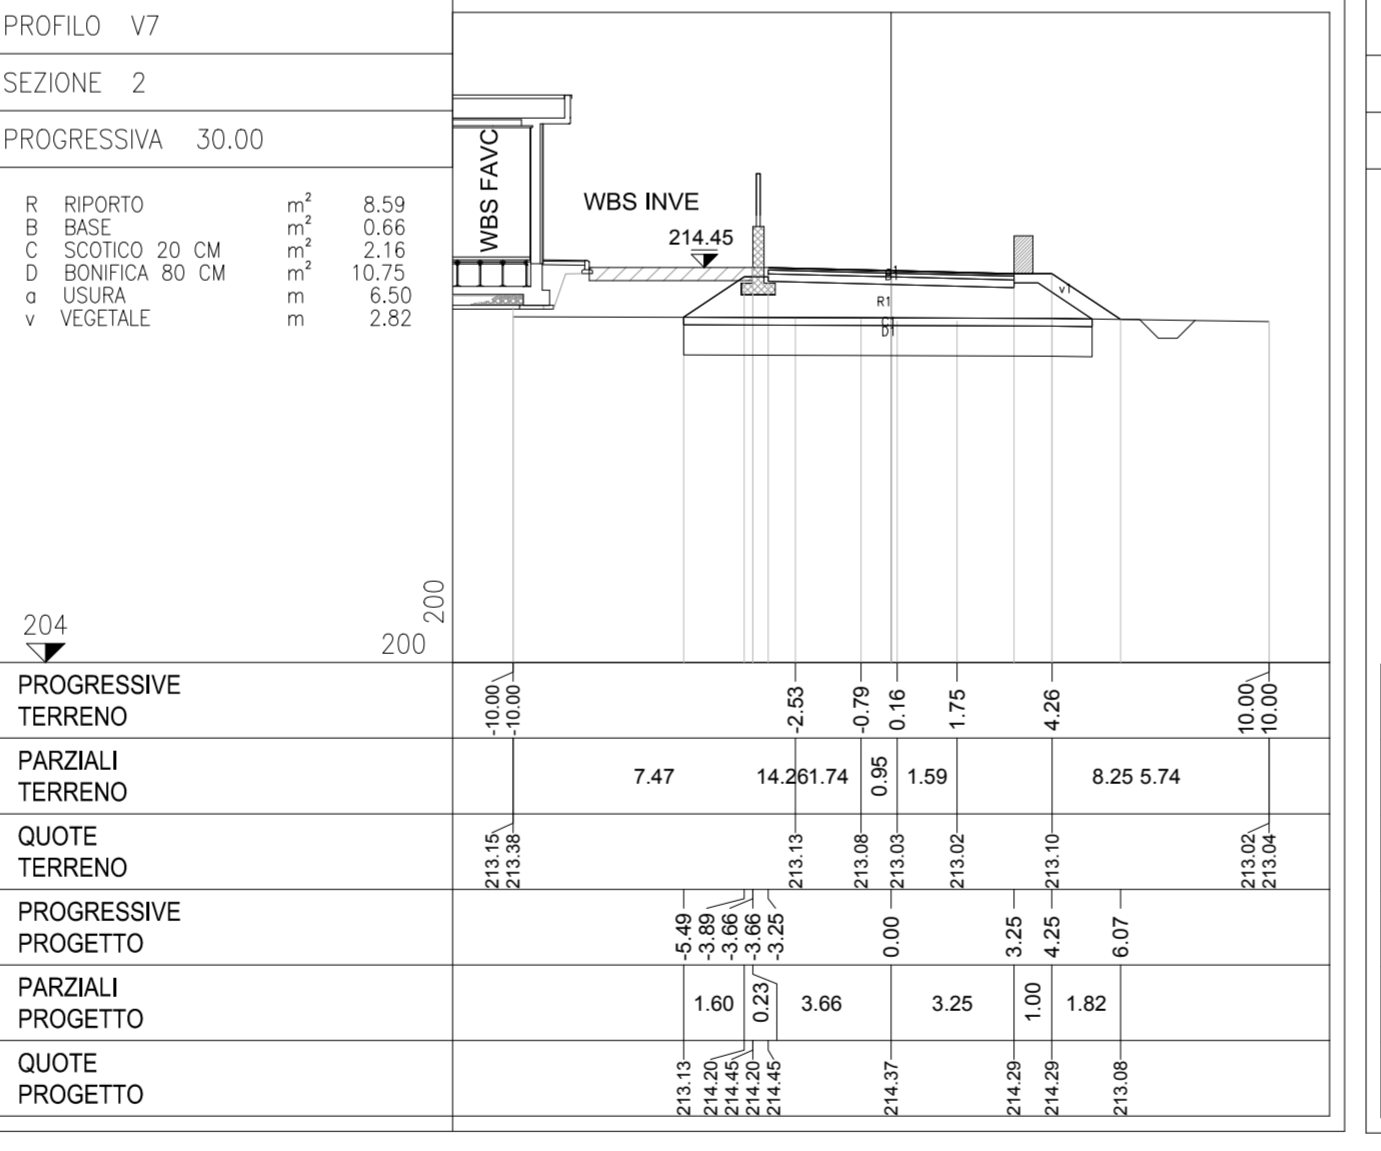 PROFILO V7
SEZIONE 2
PROGRESSIVA 30.00
R RIPORTO m² 8.59
B BASE m² 0.66
C SCOTICO 20 CM m² 2.16
D BONIFICA 80 CM m² 10.75
a USURA m 6.50
v VEGETALE m 2.82
WBS FAVC
WBS INVE
214.45
R1
v1
D1
204
200
200
PROGRESSIVE TERRENO
-10.00 -10.00 -2.53 -0.79 0.16 1.75 4.26 10.00 10.00
PARZIALI TERRENO
7.47 14.26 1.74 0.95 1.59 8.25 5.74
QUOTE TERRENO
213.15 213.38 213.13 213.08 213.03 213.02 213.10 213.02 213.04
PROGRESSIVE PROGETTO
-5.49 -3.89 -3.66 -3.66 -3.25 0.00 3.25 4.25 6.07
PARZIALI PROGETTO
1.60 0.23 3.66 3.25 1.00 1.82
QUOTE PROGETTO
213.13 214.20 214.45 214.20 214.45 214.37 214.29 214.29 213.08